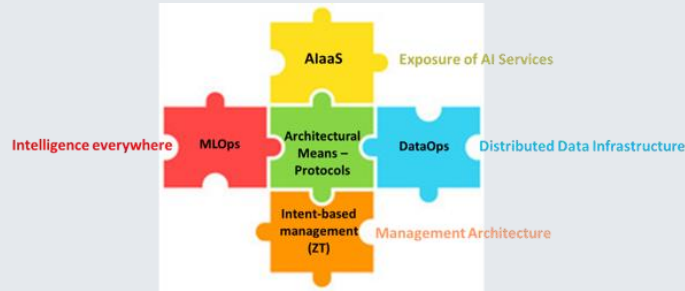 AIaaS
Exposure of AI Services
Intelligence everywhere
MLOps
Architectural
Means –
Protocols
DataOps
Distributed Data Infrastructure
Intent-based
management
(ZT)
Management Architecture